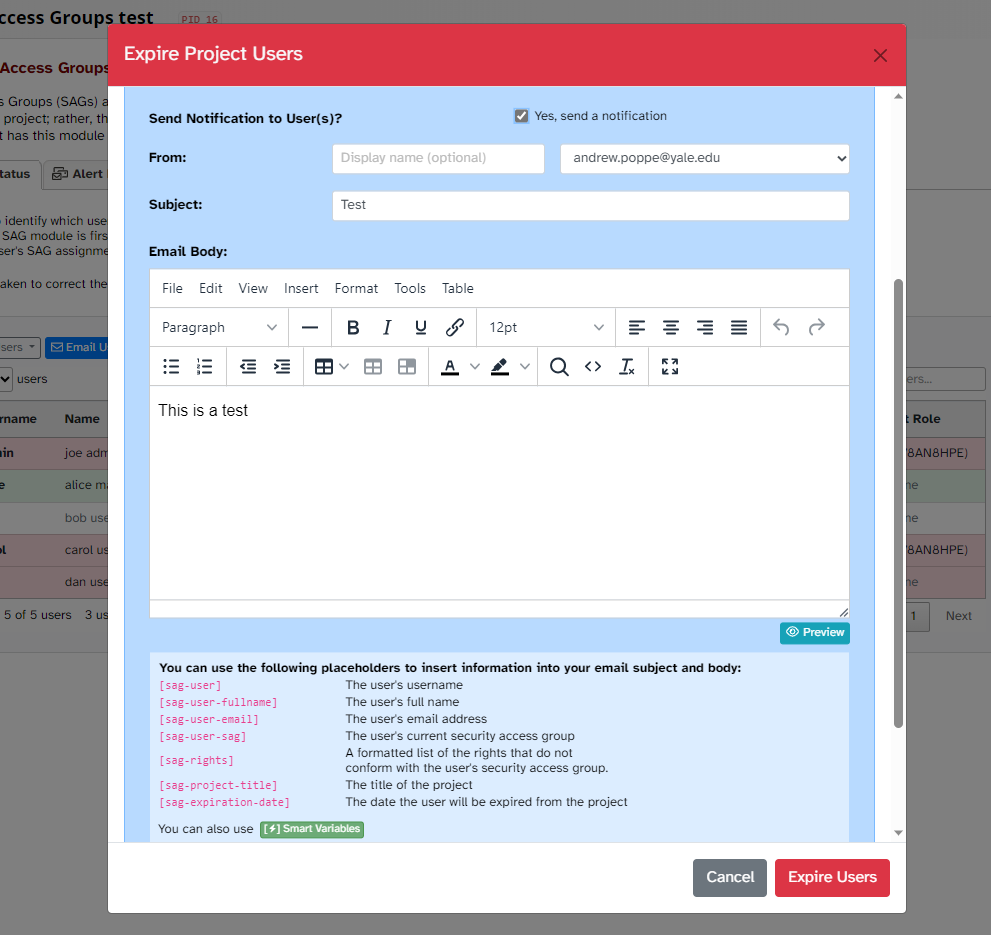 ccess Groups test PID 16
Expire Project Users
Access Groups
s Groups (SAGs) a
project; rather, th
t has this module
tatus Alert
identify which use
SAG module is firs
ser's SAG assignme
aken to correct the
sers Email U
users
ers...
rname Name t Role
in joe adm 78AN8HPE)
e alice m ne
bob use ne
ol carol us 78AN8HPE)
dan use ne
5 of 5 users 3 us 1 Next
Send Notification to User(s)? Yes, send a notification
From: Display name (optional) andrew.poppe@yale.edu
Subject: Test
Email Body:
File Edit View Insert Format Tools Table
Paragraph B I U 12pt
This is a test
Preview
You can use the following placeholders to insert information into your email subject and body:
[sag-user] The user's username
[sag-user-fullname] The user's full name
[sag-user-email] The user's email address
[sag-user-sag] The user's current security access group
[sag-rights] A formatted list of the rights that do not
conform with the user's security access group.
[sag-project-title] The title of the project
[sag-expiration-date] The date the user will be expired from the project
You can also use [⚡] Smart Variables
Cancel Expire Users